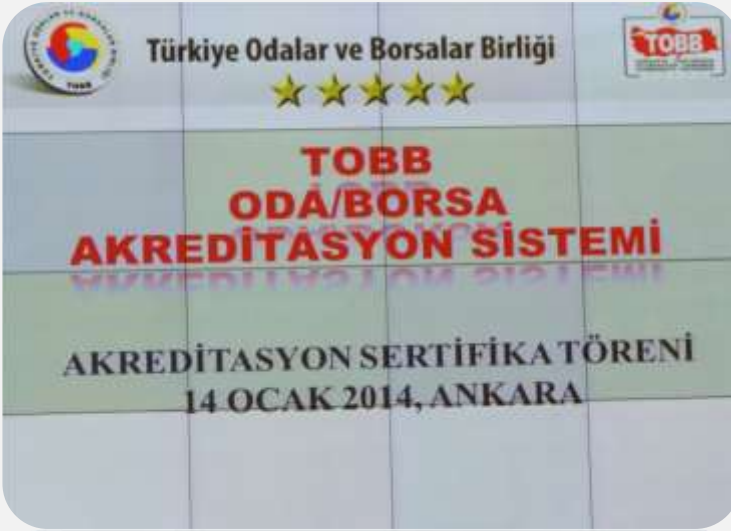 Türkiye Odalar ve Borsalar Birliği
TOBB
TOBB
TOBB
ODA/BORSA
AKREDİTASYON SİSTEMİ
AKREDİTASYON SERTİFİKA TÖRENİ
14 OCAK 2014, ANKARA